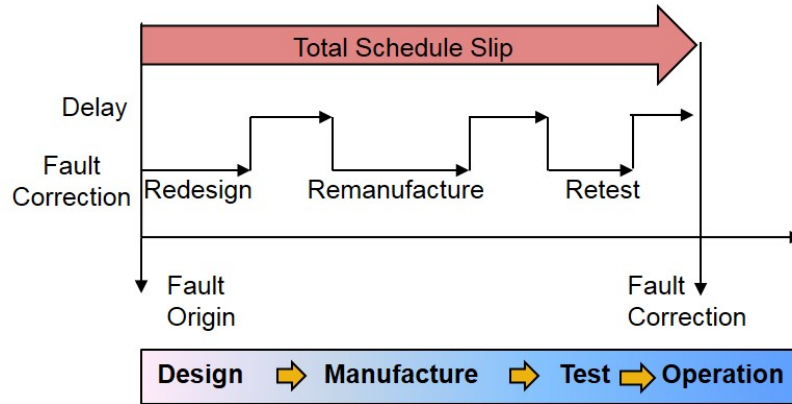 Total Schedule Slip
Delay
Fault
Correction
Redesign
Remanufacture
Retest
Fault
Origin
Fault
Correction
Design
Manufacture
Test
Operation